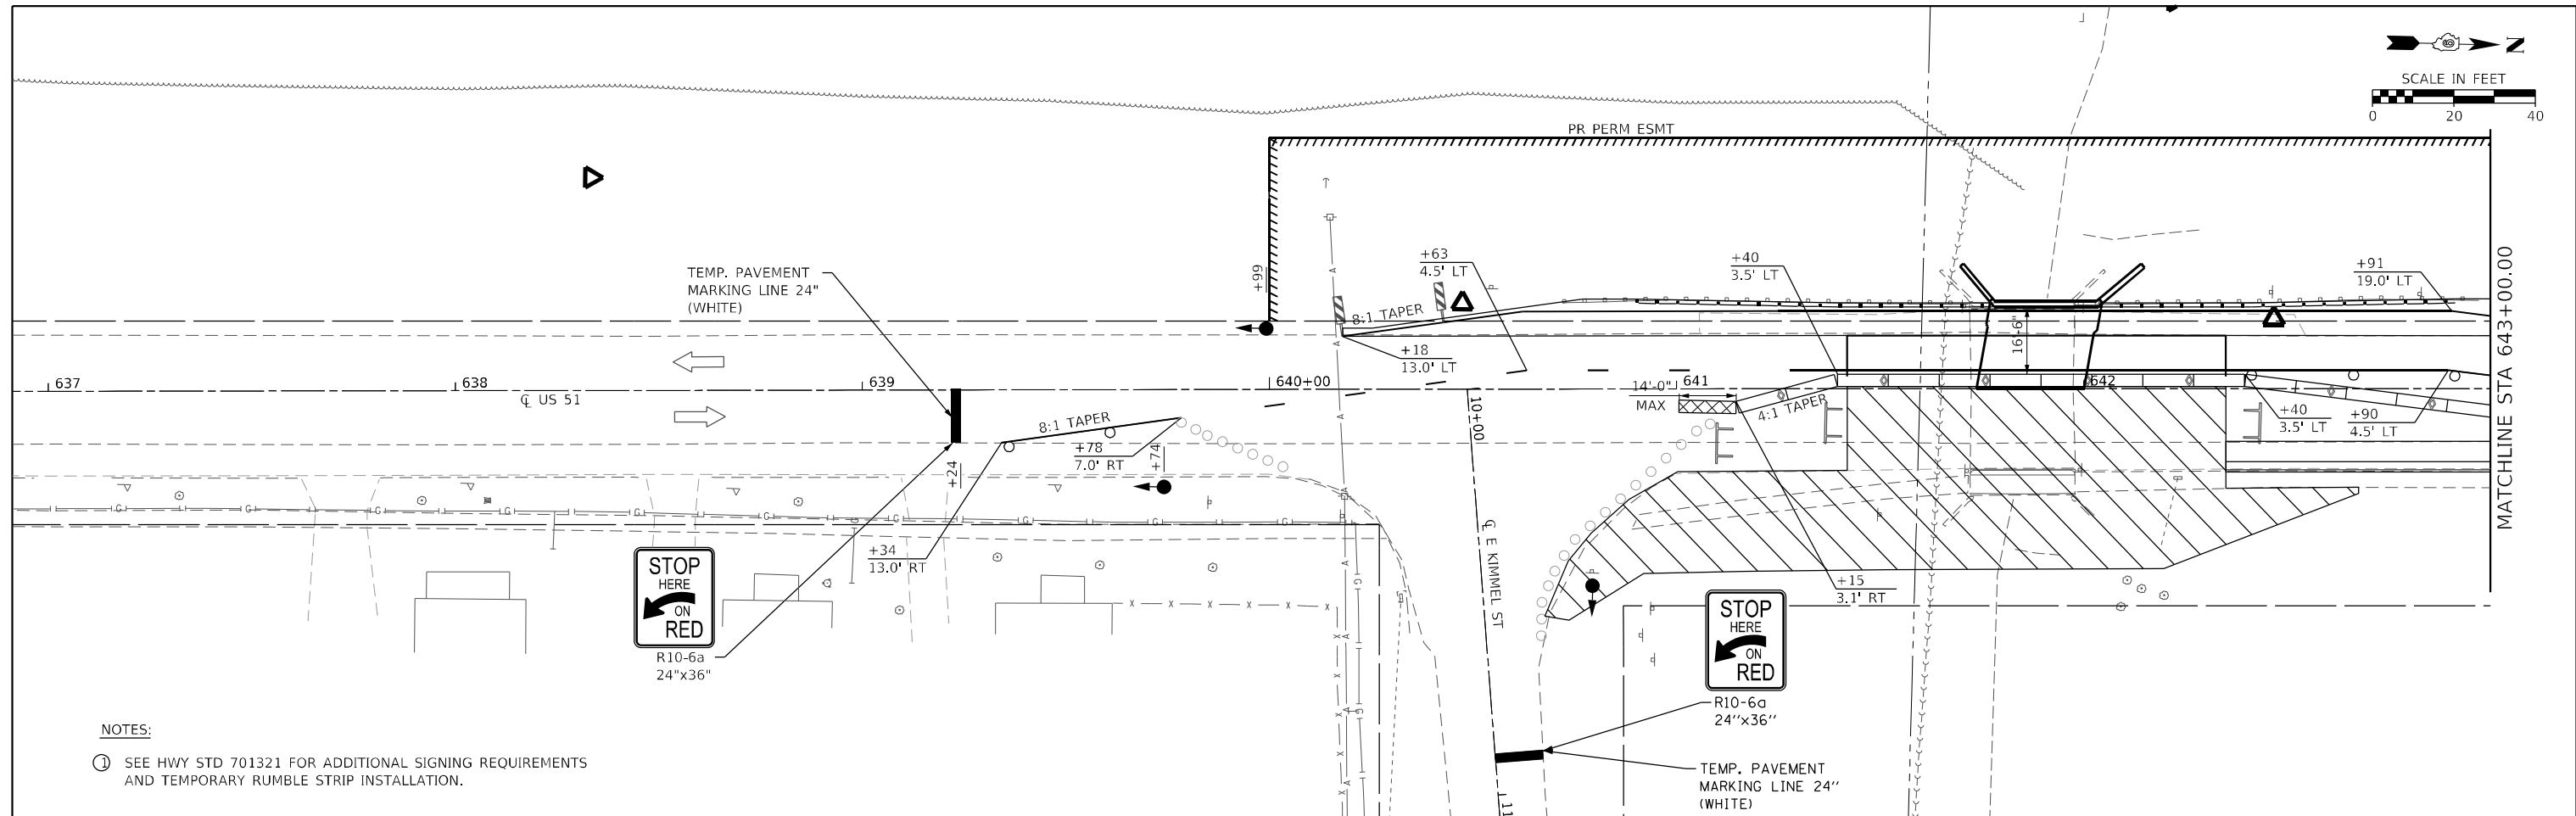 N
SCALE IN FEET
0 20 40
PR PERM ESMT
TEMP. PAVEMENT
MARKING LINE 24"
(WHITE)
+99
+63
4.5' LT
+40
3.5' LT
+91
19.0' LT
8:1 TAPER
+18
13.0' LT
16'-6"
MATCHLINE STA 643+00.00
637
638
639
640+00
641
642
℄ US 51
14'-0"
MAX
4:1 TAPER
10+00
8:1 TAPER
+78
7.0' RT
+74
+24
+40
3.5' LT
+90
4.5' LT
+34
13.0' RT
℄ E KIMMEL ST
+15
3.1' RT
STOP
HERE
ON
RED
R10-6a
24"x36"
STOP
HERE
ON
RED
R10-6a
24"x36"
TEMP. PAVEMENT
MARKING LINE 24"
(WHITE)
11
NOTES:
1 SEE HWY STD 701321 FOR ADDITIONAL SIGNING REQUIREMENTS
AND TEMPORARY RUMBLE STRIP INSTALLATION.